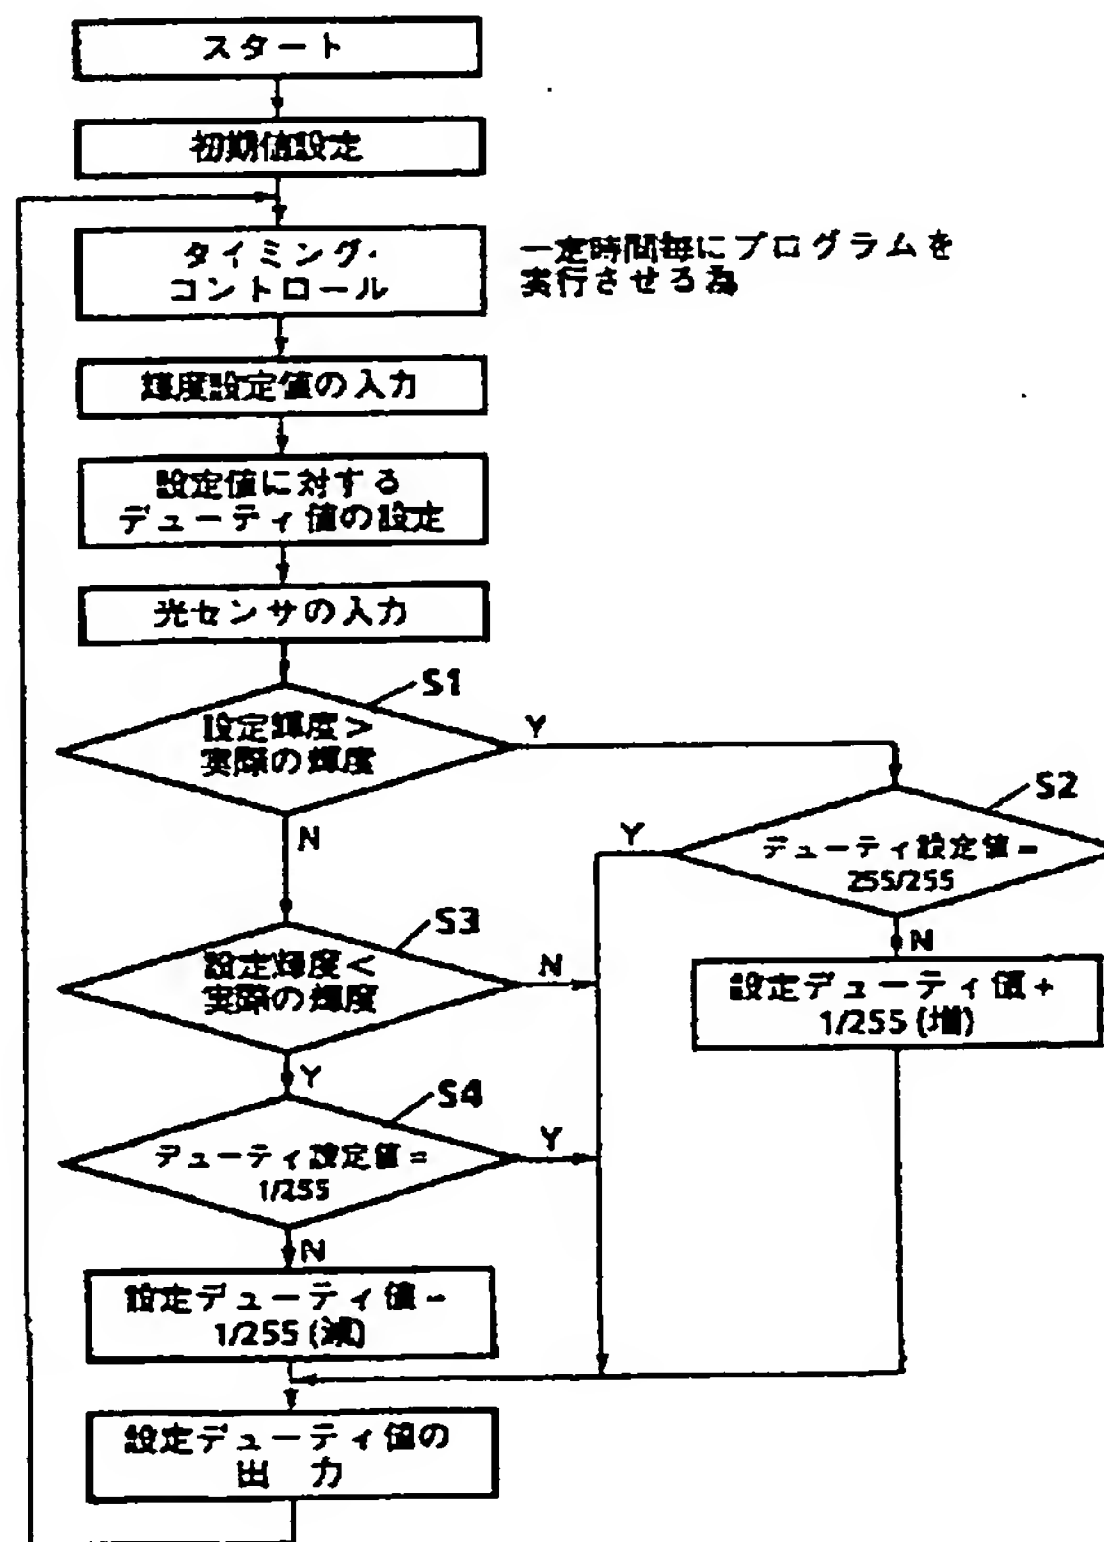 スタート
初期値設定
タイミング・
コントロール
一定時間毎にプログラムを
実行させる為
輝度設定値の入力
設定値に対する
デューティ値の設定
光センサの入力
S1
設定輝度>
実際の輝度
Y
N
S2
デューティ設定値=
255/255
Y
N
設定デューティ値+
1/255(増)
S3
設定輝度<
実際の輝度
N
Y
S4
デューティ設定値=
1/255
Y
N
設定デューティ値-
1/255(減)
設定デューティ値の
出 力